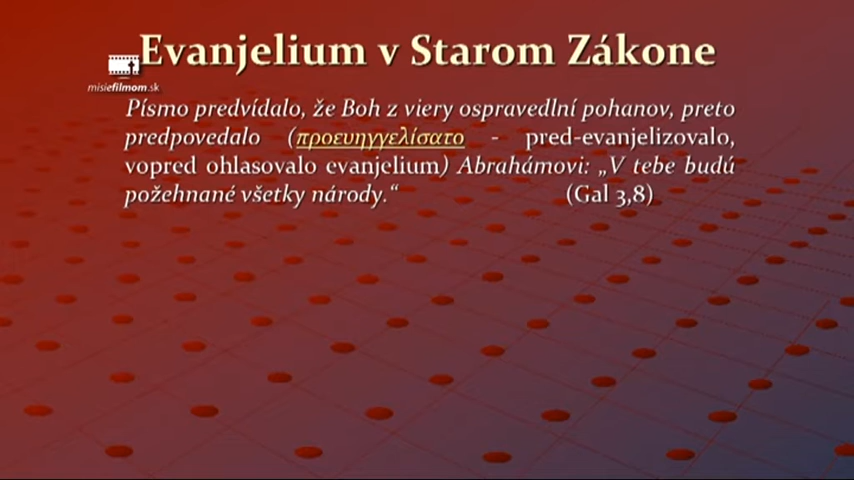 Evanjelium v Starom Zákone
misiefilmom.sk
Písmo predvídalo, že Boh z viery ospravedlní pohanov, preto
predpovedalo (προευηγγελίσατο - pred-evanjelizovalo,
vopred ohlasovalo evanjelium) Abrahámovi: „V tebe budú
požehnané všetky národy.“ (Gal 3,8)